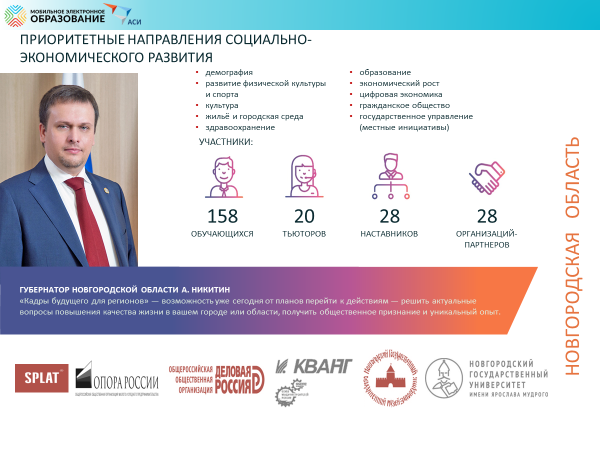 МОБИЛЬНОЕ ЭЛЕКТРОННОЕ
ОБРАЗОВАНИЕ
АСИ
ПРИОРИТЕТНЫЕ НАПРАВЛЕНИЯ СОЦИАЛЬНО-
ЭКОНОМИЧЕСКОГО РАЗВИТИЯ
• демография
• развитие физической культуры
и спорта
• культура
• жильё и городская среда
• здравоохранение
• образование
• экономический рост
• цифровая экономика
• гражданское общество
• государственное управление
(местные инициативы)
УЧАСТНИКИ:
158
ОБУЧАЮЩИХСЯ
20
ТЬЮТОРОВ
28
НАСТАВНИКОВ
28
ОРГАНИЗАЦИЙ-
ПАРТНЕРОВ
НОВГОРОДСКАЯ ОБЛАСТЬ
ГУБЕРНАТОР НОВГОРОДСКОЙ ОБЛАСТИ А. НИКИТИН
«Кадры будущего для регионов» — возможность уже сегодня от планов перейти к действиям — решить актуальные
вопросы повышения качества жизни в вашем городе или области, получить общественное признание и уникальный опыт.
SPLAT
ОПОРА РОССИИ
ОБЩЕРОССИЙСКАЯ
ОБЩЕСТВЕННАЯ
ОРГАНИЗАЦИЯ
ДЕЛОВАЯ
РОССИЯ
КВАНТ
НОВГОРОДСКИЙ
ГОСУДАРСТВЕННЫЙ
УНИВЕРСИТЕТ
ИМЕНИ ЯРОСЛАВА МУДРОГО